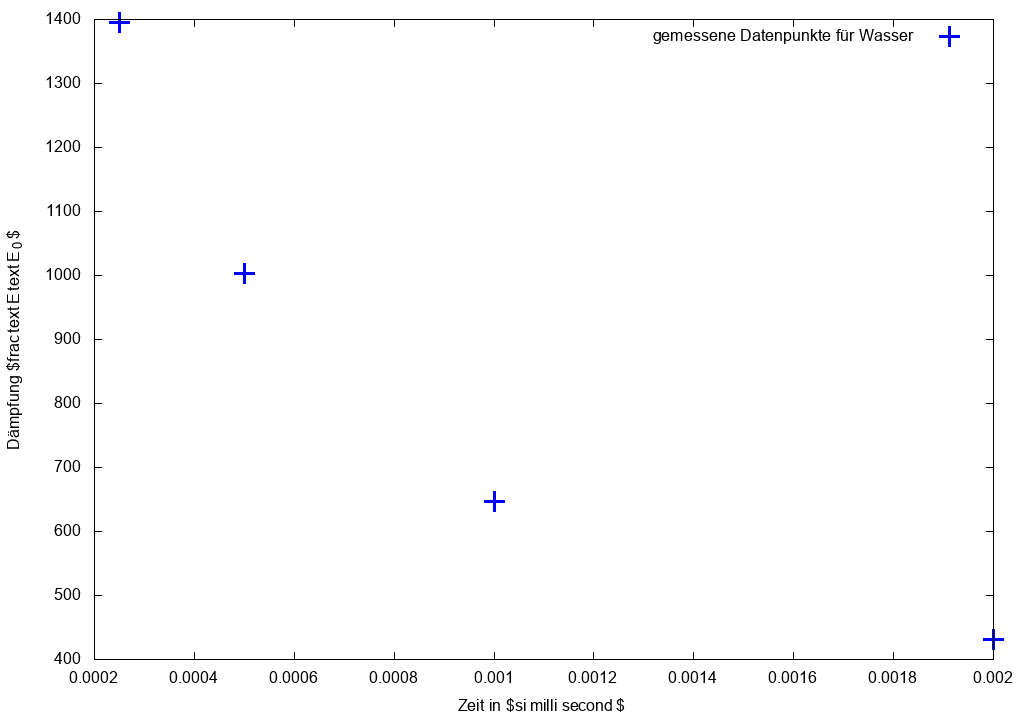 1400
1300
1200
1100
1000
900
800
700
600
500
400
0.0002 0.0004 0.0006 0.0008 0.001 0.0012 0.0014 0.0016 0.0018 0.002
gemessene Datenpunkte für Wasser
Dämpfung $frac text E text E 0 $
Zeit in $si milli second $